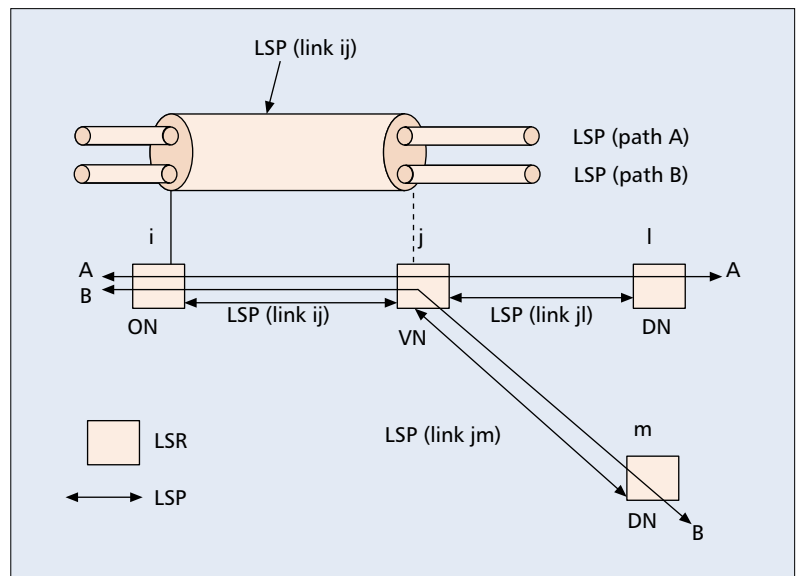 LSP (link ij)
LSP (path A)
LSP (path B)
i
j
l
A
A
B
LSP (link ij)
LSP (link jl)
ON
VN
DN
LSP (link jm)
m
LSR
LSP
DN
B